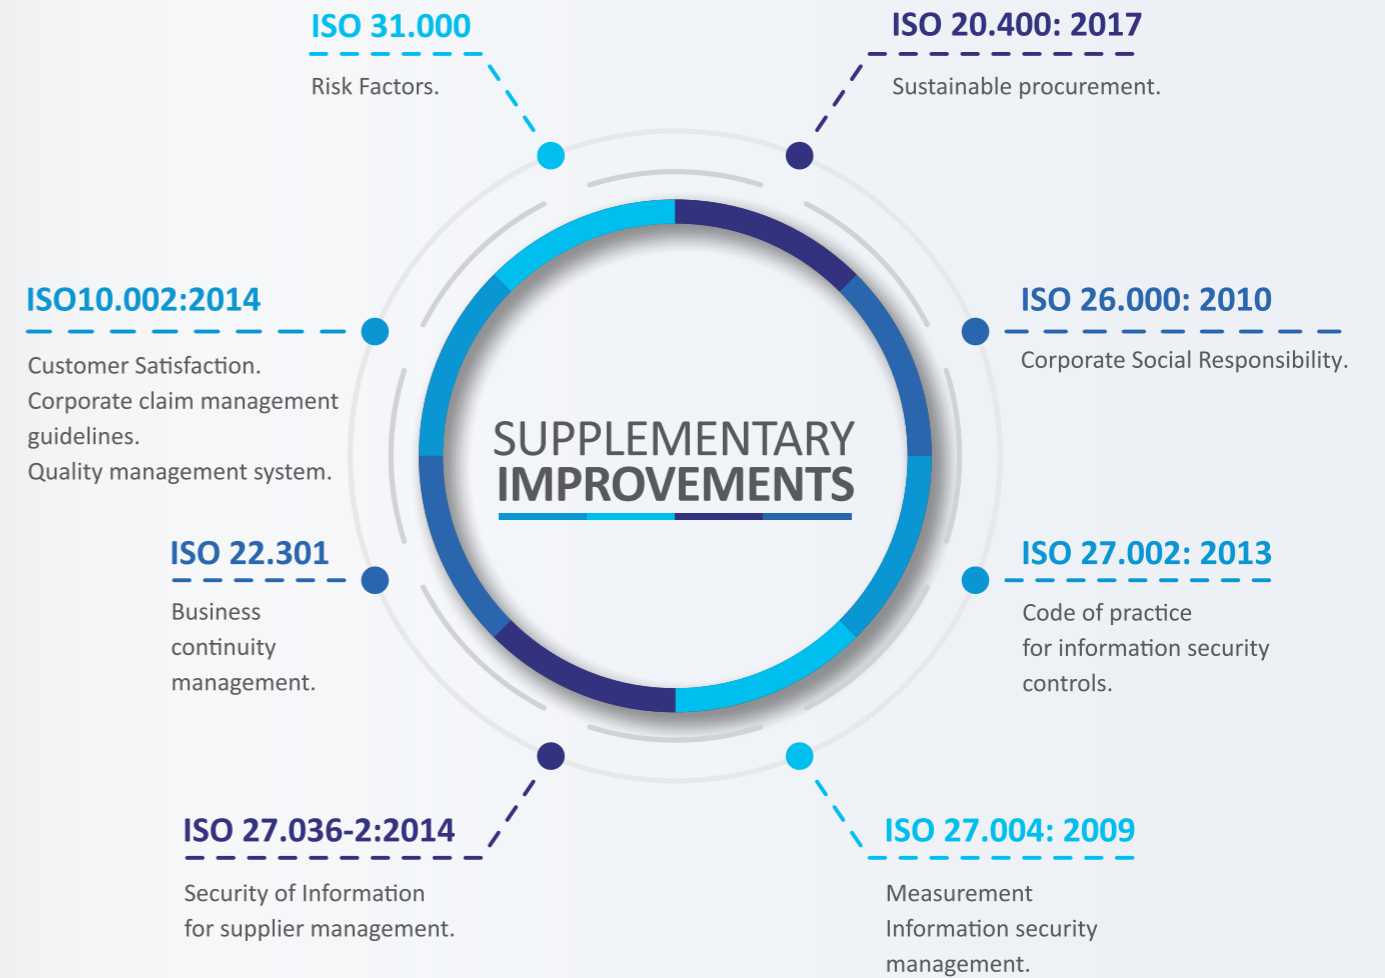 ISO 31.000
Risk Factors.
ISO 20.400: 2017
Sustainable procurement.
ISO10.002:2014
Customer Satisfaction.
Corporate claim management
guidelines.
Quality management system.
ISO 26.000: 2010
Corporate Social Responsibility.
SUPPLEMENTARY
IMPROVEMENTS
ISO 22.301
Business
continuity
management.
ISO 27.002: 2013
Code of practice
for information security
controls.
ISO 27.036-2:2014
Security of Information
for supplier management.
ISO 27.004: 2009
Measurement
Information security
management.